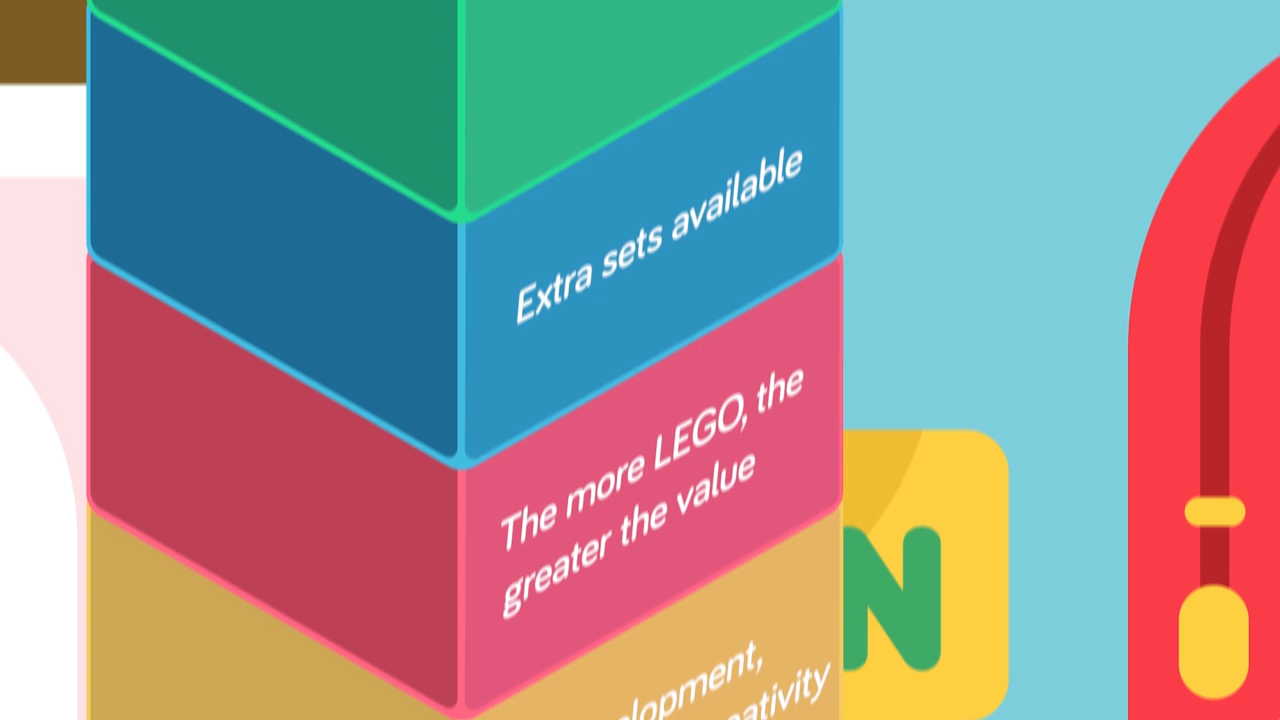 Extra sets available
The more LEGO, the
greater the value
N